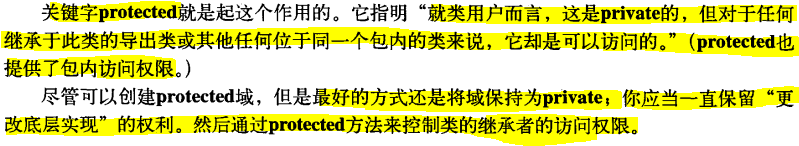 关键字protected就是起这个作用的。它指明“就类用户而言，这是private的，但对于任何
继承于此类的导出类或其他任何位于同一个包内的类来说，它却是可以访问的。”（protected也
提供了包内访问权限。）
尽管可以创建protected域，但是最好的方式还是将域保持为private；你应当一直保留“更
改底层实现”的权利。然后通过protected方法来控制类的继承者的访问权限。